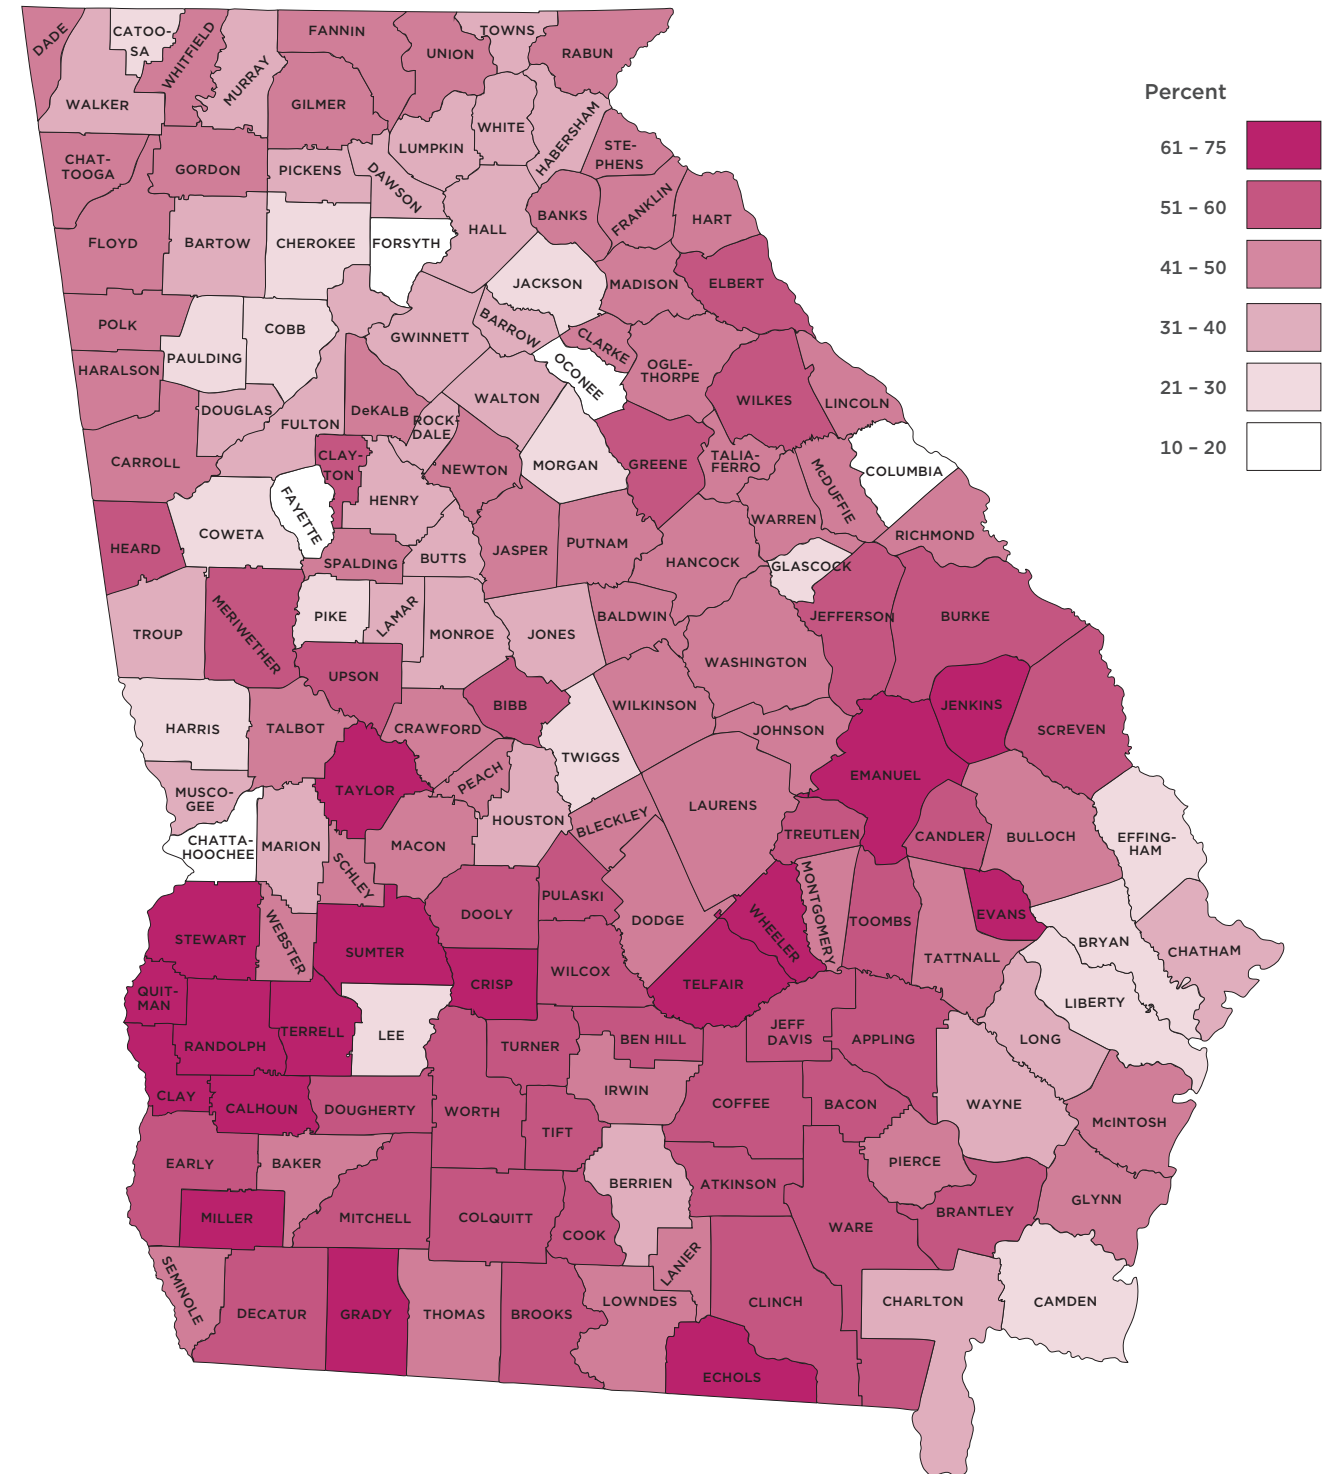 DADE
CATOO-
SA
WHITFIELD
MURRAY
FANNIN
UNION
TOWNS
RABUN
WALKER
GILMER
LUMPKIN
WHITE
HABERSHAM
STE-
PHENS
CHAT-
TOOGA
GORDON
PICKENS
DAWSON
HALL
BANKS
FRANKLIN
HART
FLOYD
BARTOW
CHEROKEE
FORSYTH
JACKSON
MADISON
ELBERT
POLK
PAULDING
COBB
GWINNETT
BARROW
CLARKE
OCONEE
OGLE-
THORPE
HARALSON
DOUGLAS
FULTON
DeKALB
ROCK-
DALE
WALTON
WILKES
LINCOLN
CARROLL
CLAY-
TON
HENRY
NEWTON
MORGAN
GREENE
TALIA-
FERRO
McDUFFIE
COLUMBIA
HEARD
COWETA
FAYETTE
SPALDING
BUTTS
JASPER
PUTNAM
HANCOCK
WARREN
GLASCOCK
RICHMOND
TROUP
MERIWETHER
PIKE
LAMAR
MONROE
JONES
BALDWIN
WASHINGTON
JEFFERSON
BURKE
UPSON
BIBB
WILKINSON
JENKINS
SCREVEN
HARRIS
TALBOT
CRAWFORD
TWIGGS
JOHNSON
MUSCO-
GEE
TAYLOR
PEACH
HOUSTON
BLECKLEY
LAURENS
EMANUEL
CHATTA-
HOOCHEE
MARION
SCHLEY
MACON
TREUTLEN
CANDLER
BULLOCH
EFFING-
HAM
STEWART
WEBSTER
SUMTER
DOOLY
PULASKI
DODGE
WHEELER
MONTGOMERY
TOOMBS
TATTNALL
EVANS
BRYAN
CHATHAM
QUIT-
MAN
RANDOLPH
TERRELL
LEE
CRISP
WILCOX
TELFAIR
JEFF
DAVIS
APPLING
LONG
LIBERTY
TURNER
BEN HILL
IRWIN
COFFEE
BACON
WAYNE
McINTOSH
CLAY
CALHOUN
DOUGHERTY
WORTH
TIFT
EARLY
BAKER
BERRIEN
ATKINSON
PIERCE
BRANTLEY
GLYNN
MILLER
MITCHELL
COLQUITT
COOK
WARE
SEMINOLE
DECATUR
GRADY
THOMAS
BROOKS
LOWNDES
LANIER
CLINCH
ECHOLS
CHARLTON
CAMDEN
Percent
61 – 75
51 – 60
41 – 50
31 – 40
21 – 30
10 – 20